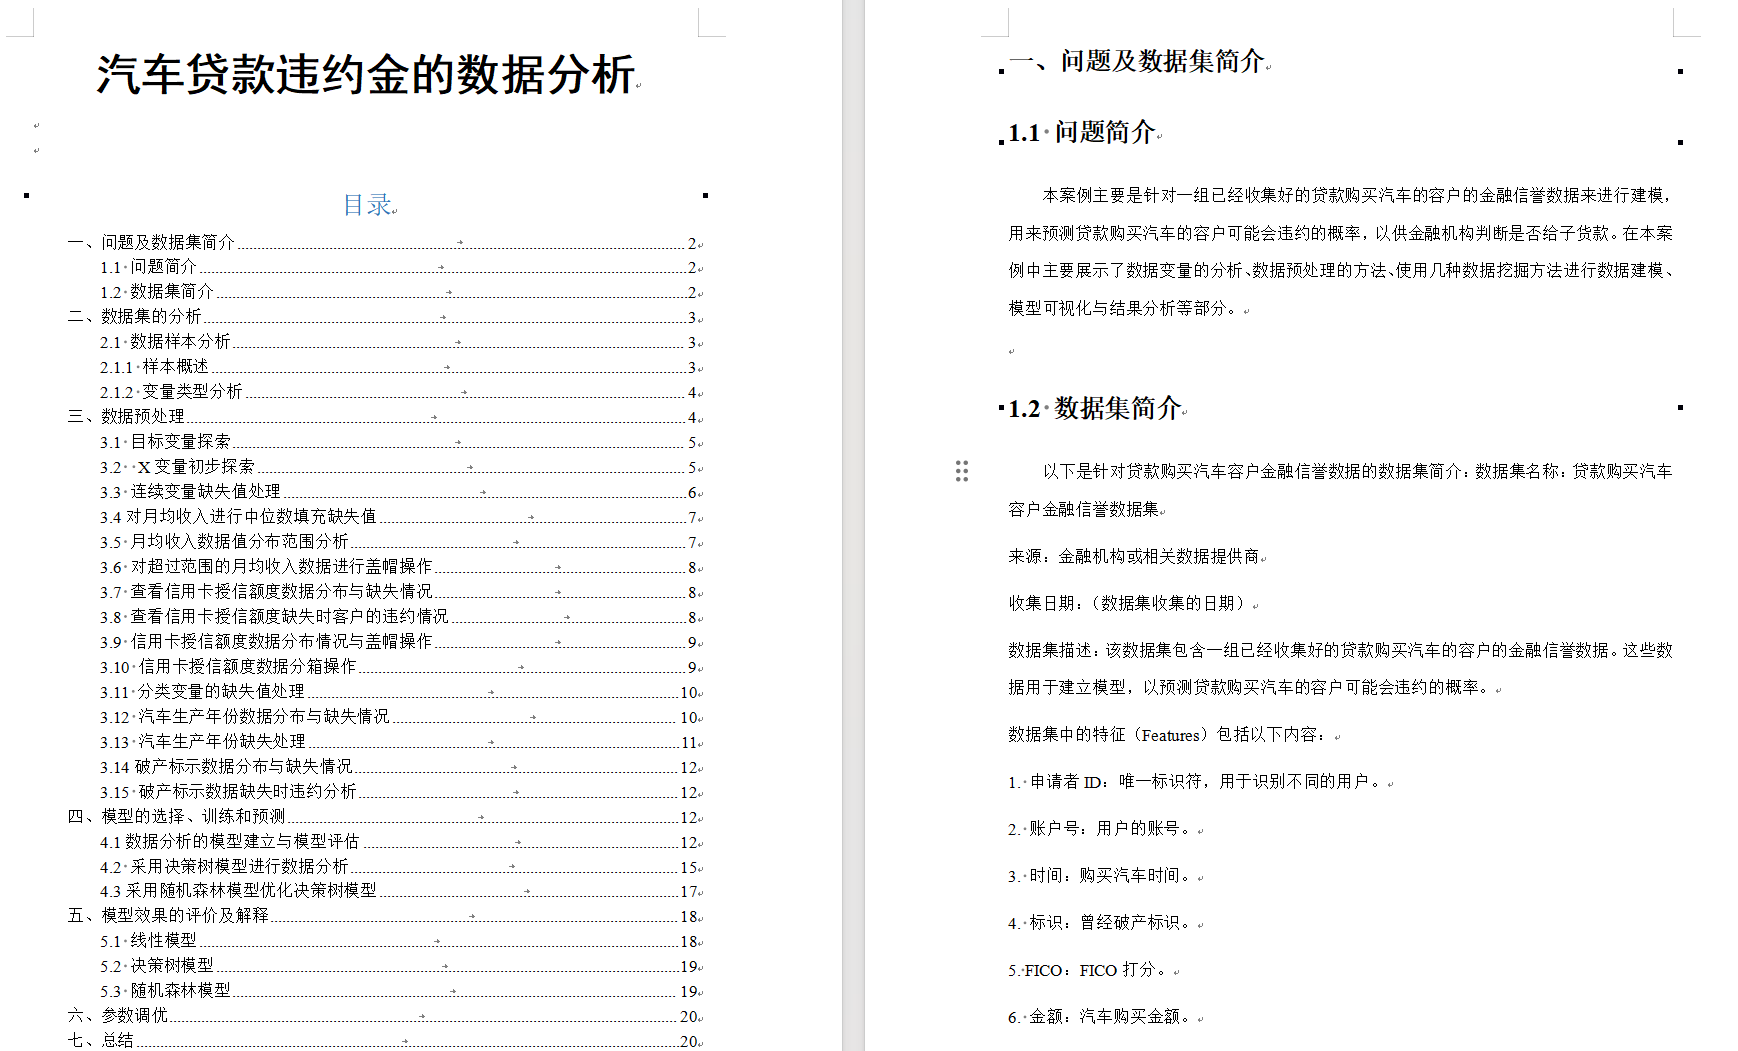 汽车贷款违约金的数据分析
目录
一、问题及数据集简介 2
1.1 问题简介 2
1.2 数据集简介 2
二、数据集的分析 3
2.1 数据样本分析 3
2.1.1 样本概述 3
2.1.2 变量类型分析 4
三、数据预处理 4
3.1 目标变量探索 5
3.2 X 变量初步探索 5
3.3 连续变量缺失值处理 6
3.4 对月均收入进行中位数填充缺失值 7
3.5 月均收入数据值分布范围分析 7
3.6 对超过范围的月均收入数据进行盖帽操作 8
3.7 查看信用卡授信额度数据分布与缺失情况 8
3.8 查看信用卡授信额度缺失时客户的违约情况 8
3.9 信用卡授信额度数据分布情况与盖帽操作 9
3.10 信用卡授信额度数据分箱操作 9
3.11 分类变量的缺失值处理 10
3.12 汽车生产年份数据分布与缺失情况 10
3.13 汽车生产年份缺失处理 11
3.14 破产标示数据分布与缺失情况 12
3.15 破产标示数据缺失时违约分析 12
四、模型的选择、训练和预测 12
4.1 数据分析的模型建立与模型评估 12
4.2 采用决策树模型进行数据分析 15
4.3 采用随机森林模型优化决策树模型 17
五、模型效果的评价及解释 18
5.1 线性模型 18
5.2 决策树模型 19
5.3 随机森林模型 19
六、参数调优 20
七、总结 20
一、问题及数据集简介
1.1 问题简介
本案例主要是针对一组已经收集好的贷款购买汽车的容户的金融信誉数据来进行建模，
用来预测贷款购买汽车的容户可能会违约的概率，以供金融机构判断是否给子货款。在本案
例中主要展示了数据变量的分析、数据预处理的方法、使用几种数据挖掘方法进行数据建模、
模型可视化与结果分析等部分。
1.2 数据集简介
以下是针对贷款购买汽车容户金融信誉数据的数据集简介：数据集名称：贷款购买汽车
容户金融信誉数据集
来源：金融机构或相关数据提供商
收集日期：（数据集收集的日期）
数据集描述：该数据集包含一组已经收集好的贷款购买汽车的容户的金融信誉数据。这些数
据用于建立模型，以预测贷款购买汽车的容户可能会违约的概率。
数据集中的特征（Features）包括以下内容：
1. 申请者 ID：唯一标识符，用于识别不同的用户。
2. 账户号：用户的账号。
3. 时间：购买汽车时间。
4. 标识：曾经破产标识。
5. FICO：FICO 打分。
6. 金额：汽车购买金额。